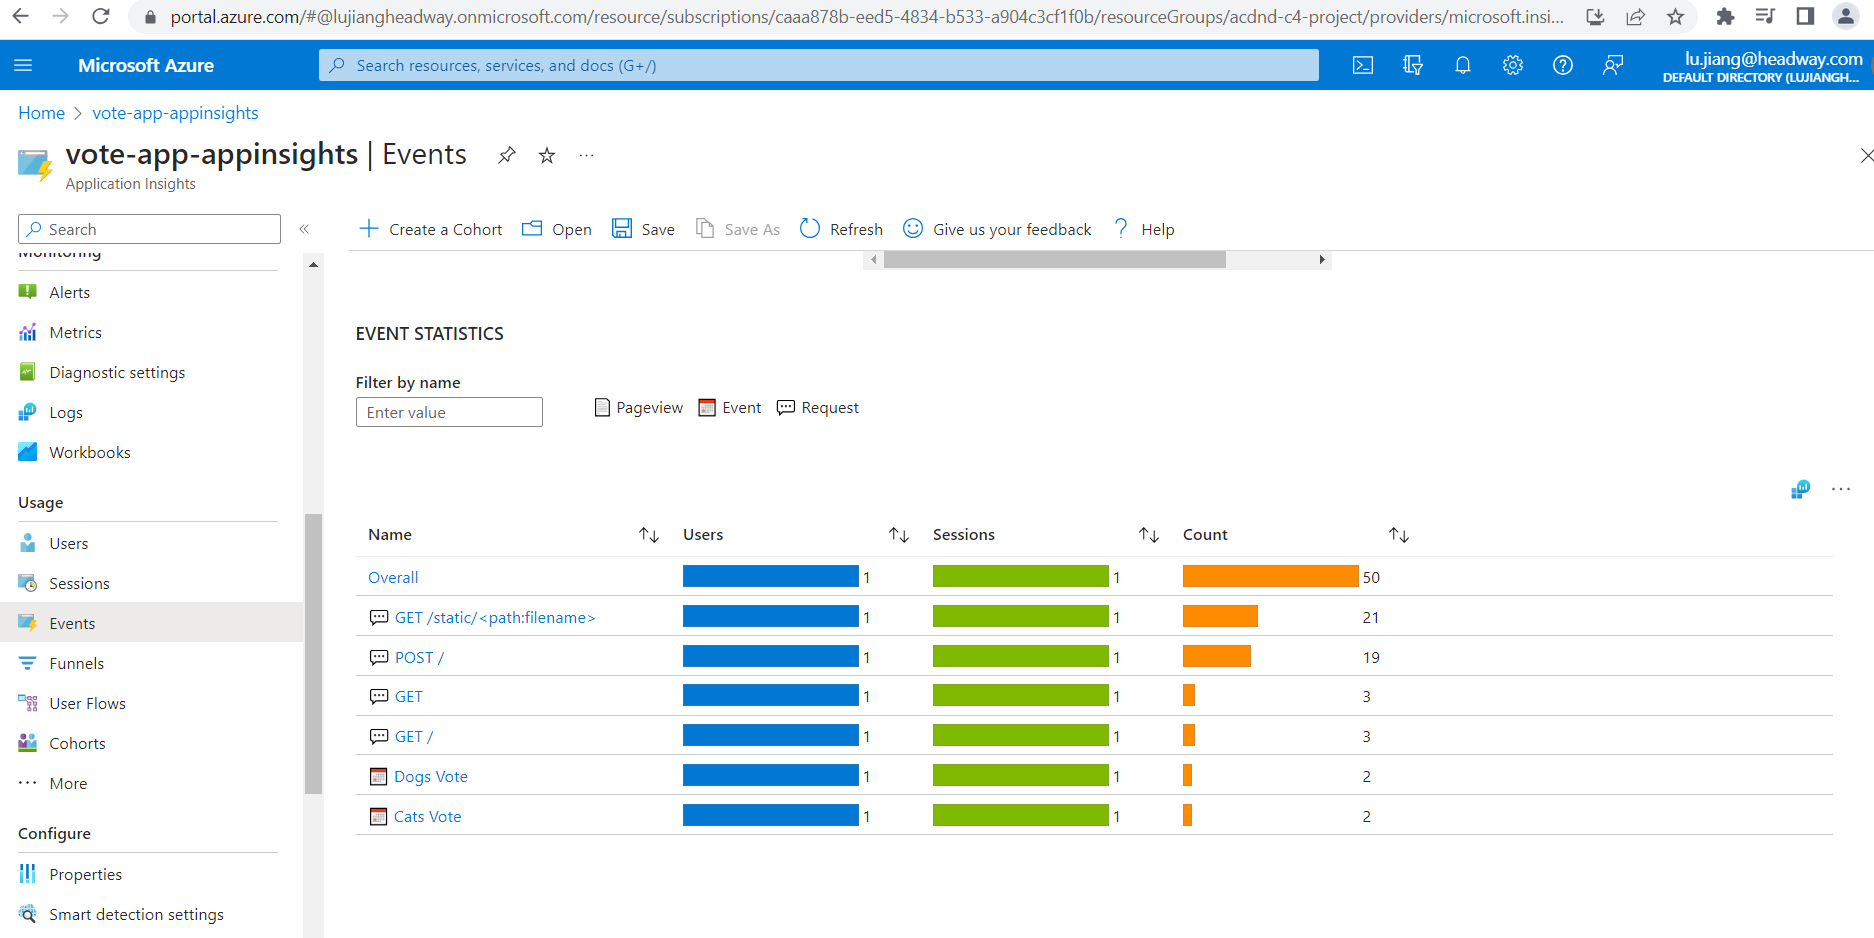 portal.azure.com/#@lujiangheadway.onmicrosoft.com/resource/subscriptions/caaa878b-eed5-4834-b533-a904c3cf1f0b/resourceGroups/acdnd-c4-project/providers/microsoft.insi...
Microsoft Azure
Search resources, services, and docs (G+/)
lu.jiang@headway.com
DEFAULT DIRECTORY (LUJIANGH...
Home > vote-app-appinsights
vote-app-appinsights | Events
Application Insights
Search
Create a Cohort Open Save Save As Refresh Give us your feedback ? Help
Monitoring
Alerts
Metrics
Diagnostic settings
Logs
Workbooks
Usage
Users
Sessions
Events
Funnels
User Flows
Cohorts
More
Configure
Properties
Smart detection settings
EVENT STATISTICS
Filter by name
Enter value
Pageview Event Request
Name Users Sessions Count
Overall 1 1 50
GET /static/<path:filename> 1 1 21
POST / 1 1 19
GET 1 1 3
GET / 1 1 3
Dogs Vote 1 1 2
Cats Vote 1 1 2